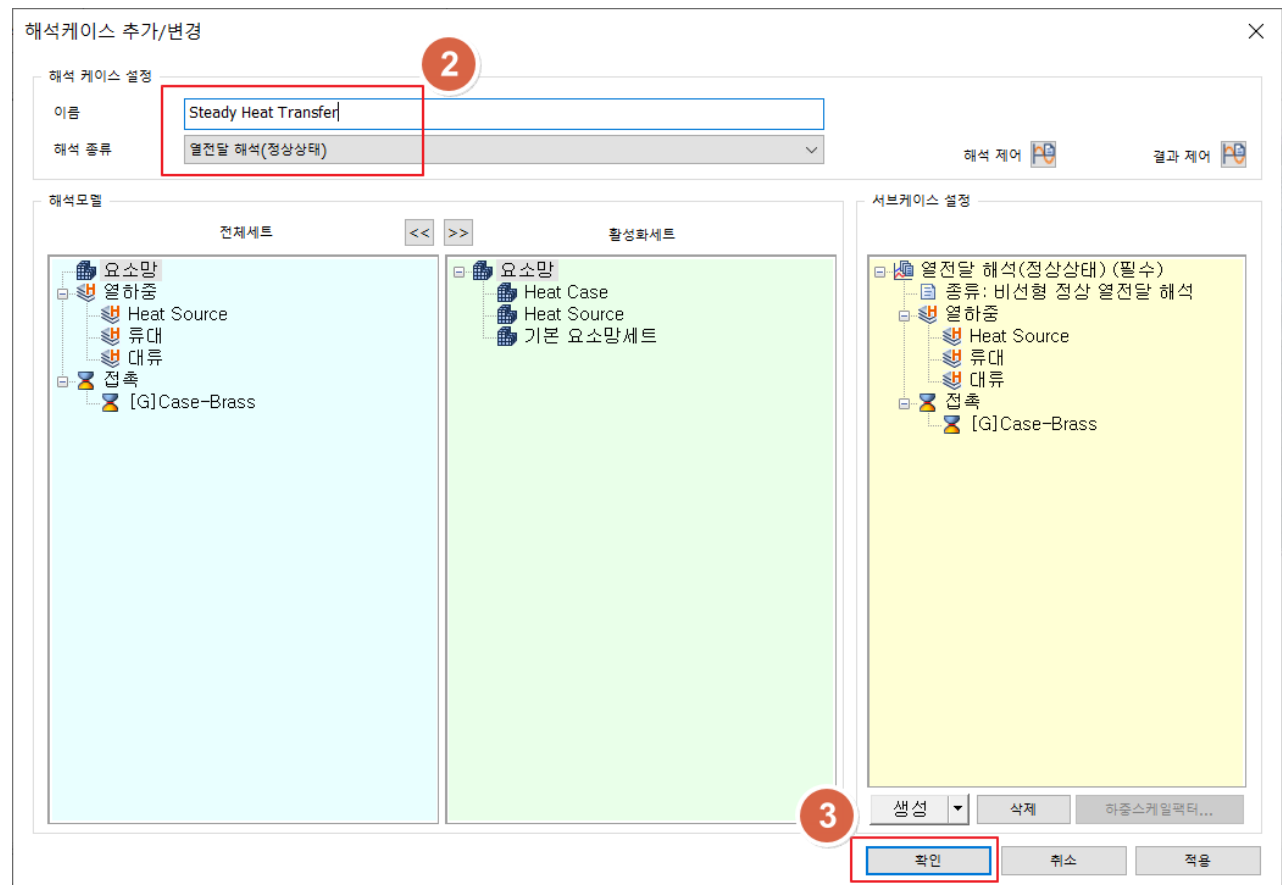 해석케이스 추가/변경
해석 케이스 설정
2
이름
Steady Heat Transfer
해석 종류
열전달 해석(정상상태)
해석 제어
결과 제어
해석모델
전체세트
<<
>>
활성화세트
요소망
열하중
Heat Source
류대
대류
접촉
[G]Case-Brass
요소망
Heat Case
Heat Source
기본 요소망세트
서브케이스 설정
열전달 해석(정상상태) (필수)
종류: 비선형 정상 열전달 해석
열하중
Heat Source
류대
대류
접촉
[G]Case-Brass
3
생성
삭제
하중스케일팩터...
확인
취소
적용